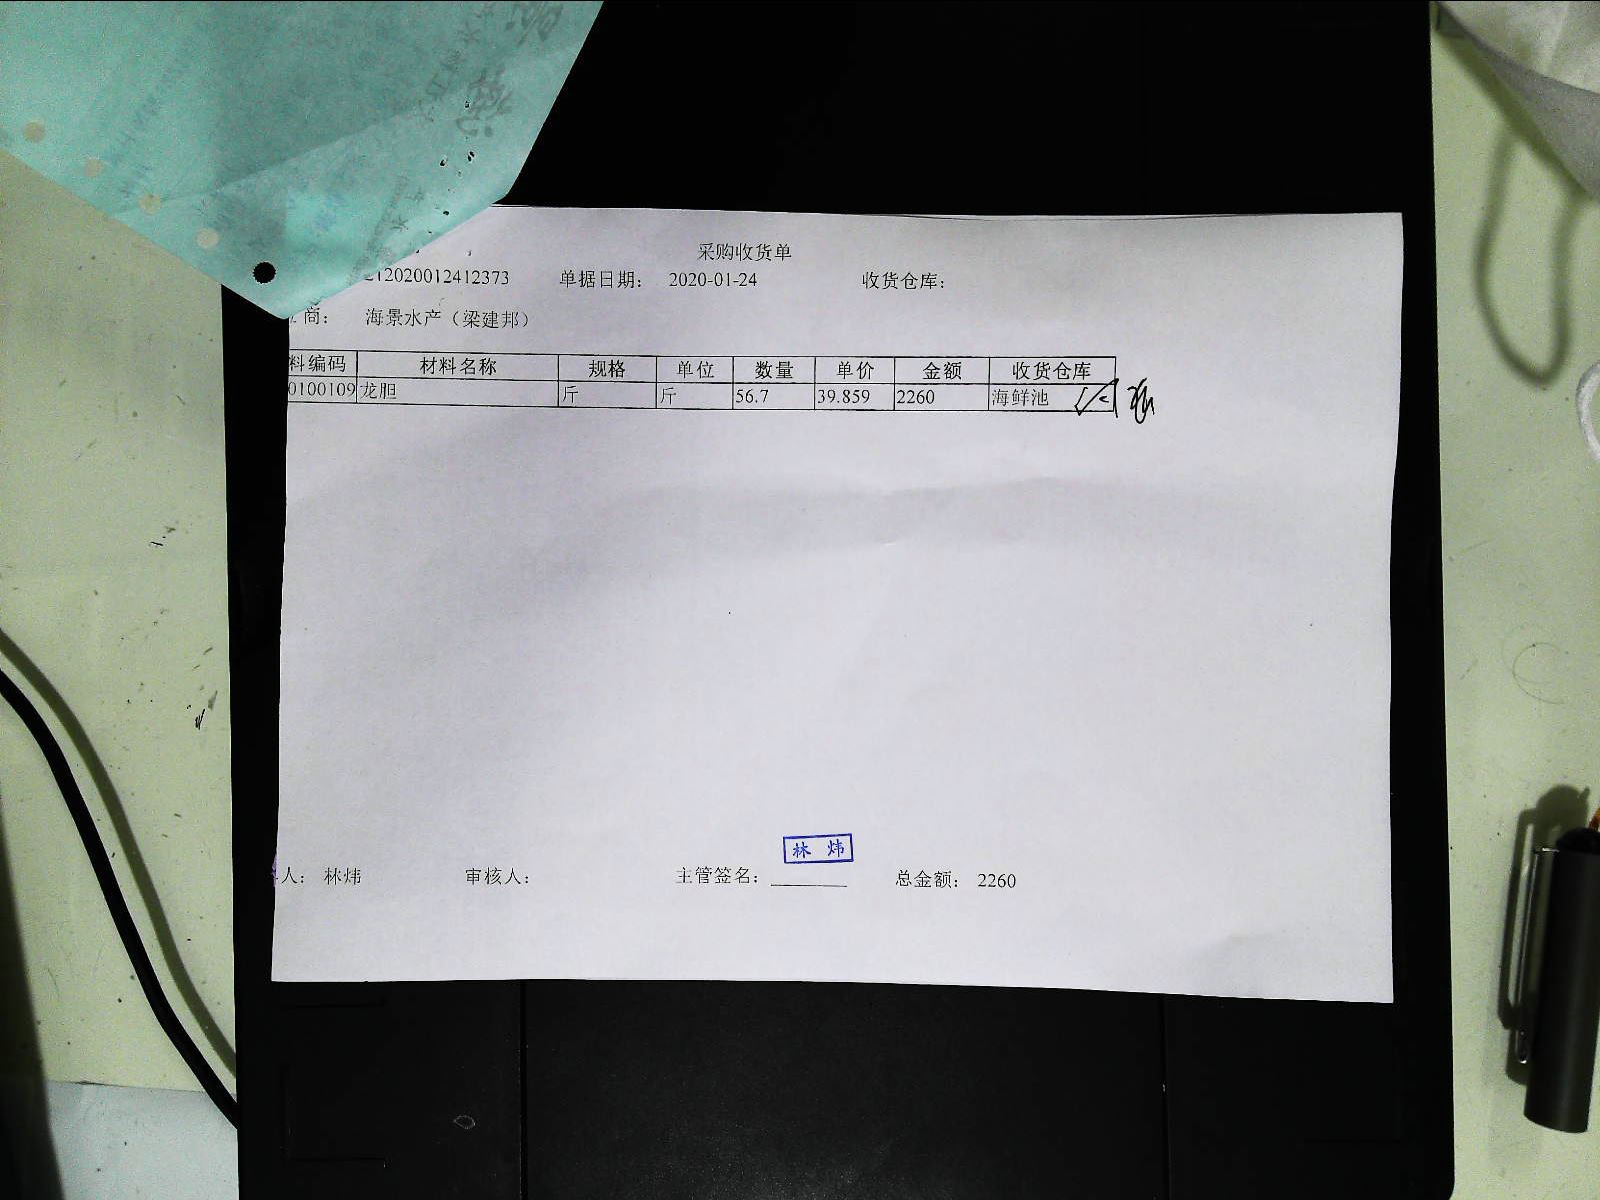 采购收货单
212020012412373 单据日期： 2020-01-24 收货仓库：
商： 海景水产（梁建邦）
料编码 材料名称 规格 单位 数量 单价 金额 收货仓库
0100109 龙胆 斤 斤 56.7 39.859 2260 海鲜池
林 炜
人： 林炜 审核人： 主管签名： 总金额： 2260